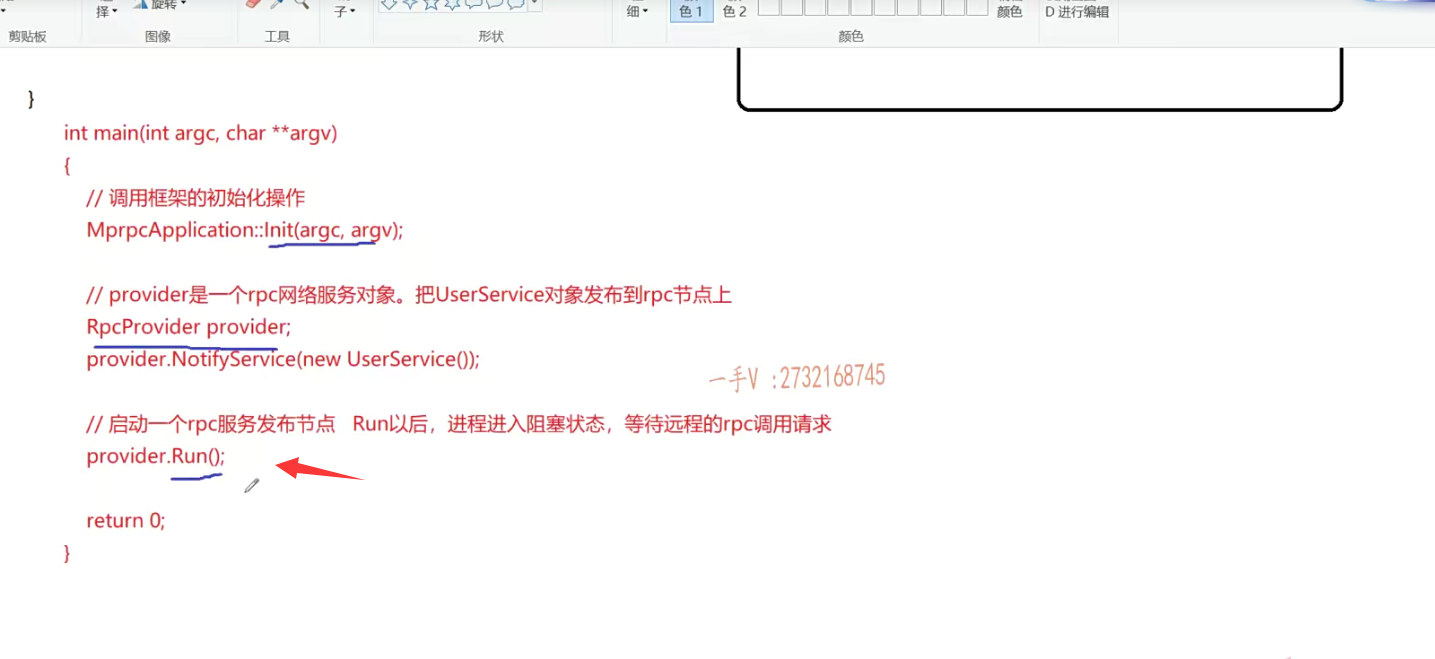 择 旋转
子
细 色 1 色 2 颜色 D 进行编辑
剪贴板 图像 工具 形状 颜色
}
int main(int argc, char **argv)
{
// 调用框架的初始化操作
MprpcApplication::Init(argc, argv);
// provider是一个rpc网络服务对象。把UserService对象发布到rpc节点上
RpcProvider provider;
provider.NotifyService(new UserService());
一手V :2732168745
// 启动一个rpc服务发布节点 Run以后，进程进入阻塞状态，等待远程的rpc调用请求
provider.Run();
return 0;
}